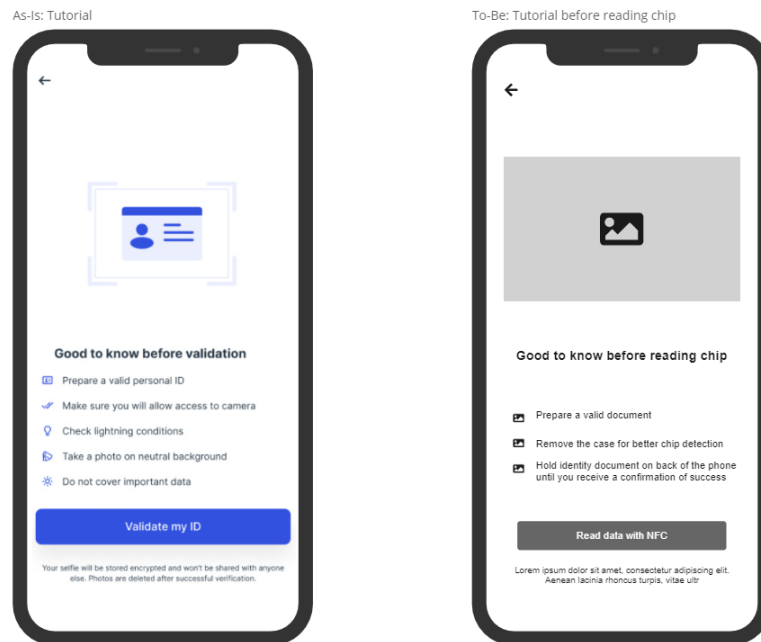 As-Is: Tutorial
Good to know before validation
Prepare a valid personal ID
Make sure you will allow access to camera
Check lightning conditions
Take a photo on neutral background
Do not cover important data
Validate my ID
Your selfie will be stored encrypted and won't be shared with anyone
else. Photos are deleted after successful verification.
To-Be: Tutorial before reading chip
Good to know before reading chip
Prepare a valid document
Remove the case for better chip detection
Hold identity document on back of the phone
until you receive a confirmation of success
Read data with NFC
Lorem ipsum dolor sit amet, consectetur adipiscing elit.
Aenean lacinia rhoncus turpis, vitae ultr